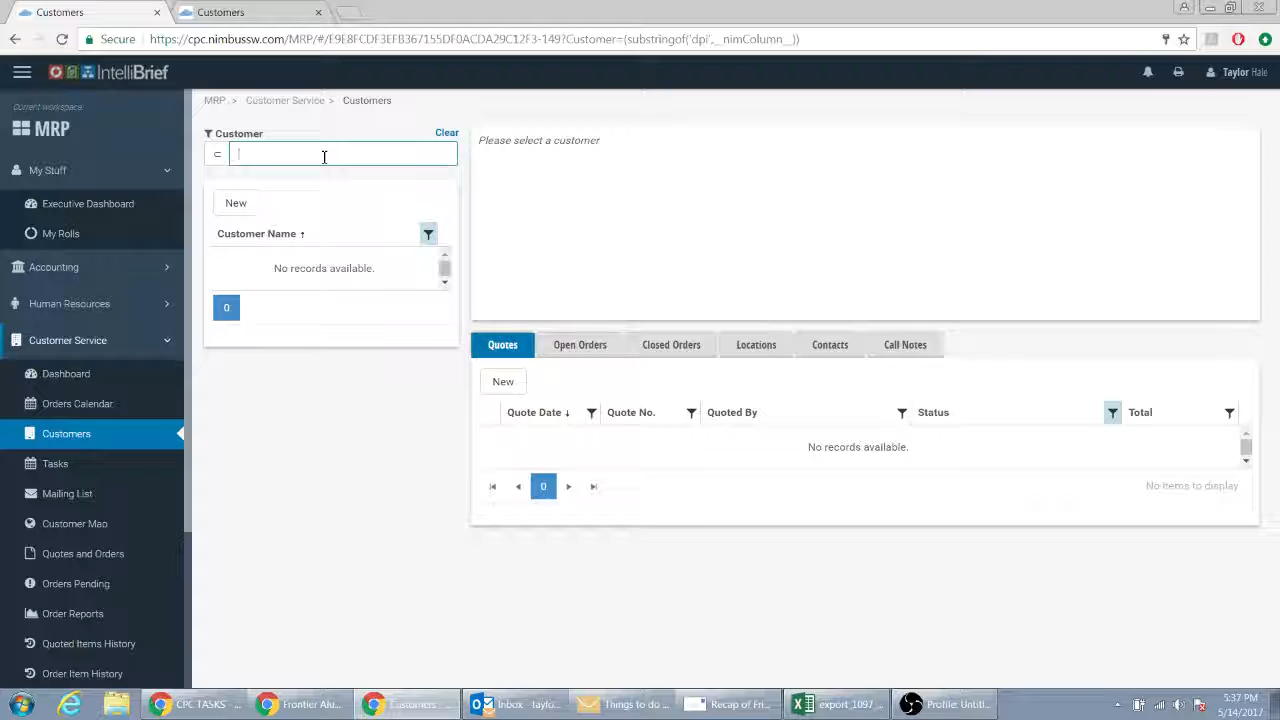 Customers
Customers
Secure https://cpc.nimbussw.com/MRP/#/E9E8FCDF3EFB367155DF0ACDA29C12F3-149?Customer=(substringof('dpi',_nimColumn_))
IntelliBrief
Taylor Hale
Current workspace:
MRP
My Stuff
Executive Dashboard
My Rolls
Accounting
Human Resources
Customer Service
Dashboard
Orders Calendar
Customers
Tasks
Mailing List
Customer Map
Quotes and Orders
Orders Pending
Order Reports
Quoted Items History
Order Item History
MRP > Customer Service > Customers
Customer Clear
⊂
New
Customer Name ↑
No records available.
0
Please select a customer
Quotes Open Orders Closed Orders Locations Contacts Call Notes
New
Quote Date ↓ Quote No. Quoted By Status Total
No records available.
0
No items to display
CPC TASKS Frontier Alu... Customers Inbox - taylo... Things to do ... Recap of Fri... export_1097... Profile: Untitl...
5:37 PM
5/14/2017